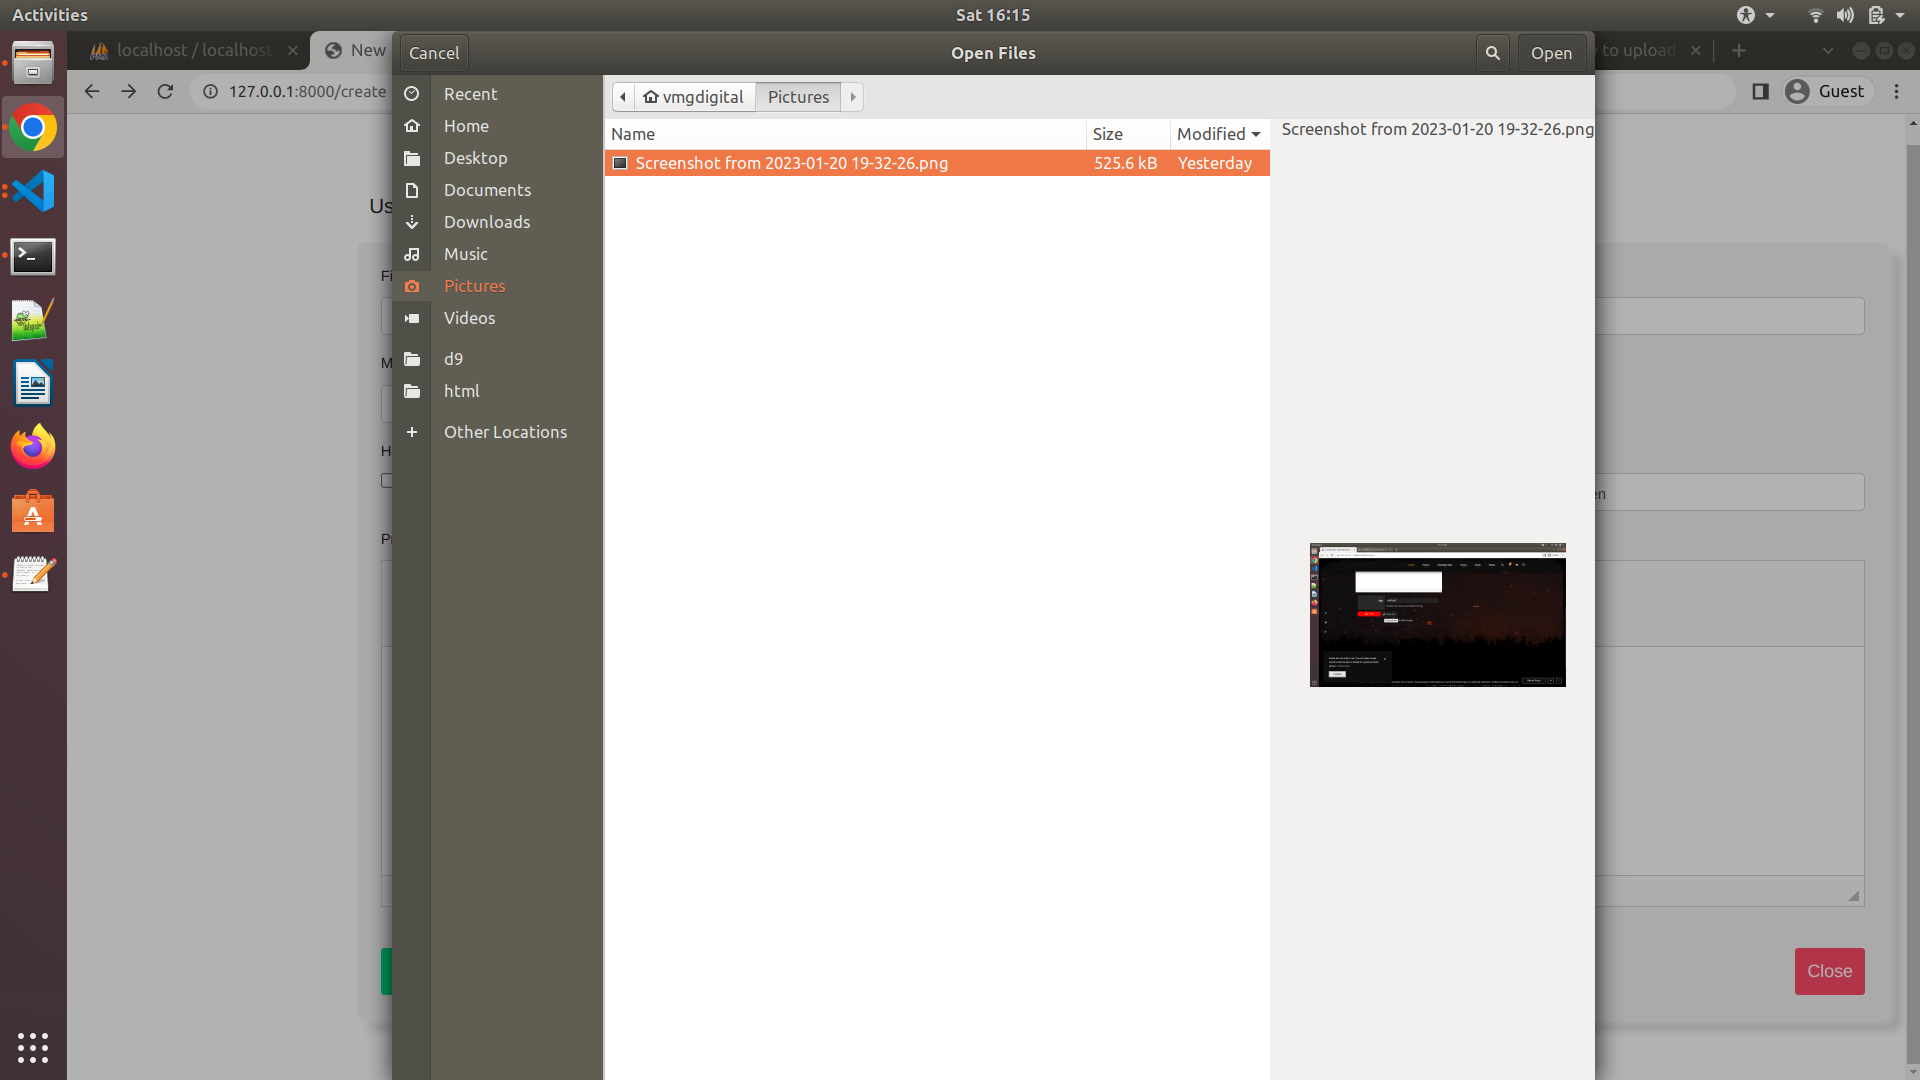 Activities
Sat 16:15
localhost / localhost
New
to upload
127.0.0.1:8000/create
Guest
Cancel
Open Files
Open
Recent
Home
Desktop
Documents
Downloads
Music
Pictures
Videos
d9
html
Other Locations
vmgdigital
Pictures
Name
Size
Modified
Screenshot from 2023-01-20 19-32-26.png
525.6 kB
Yesterday
Screenshot from 2023-01-20 19-32-26.png
Us
Fi
M
H
en
Close